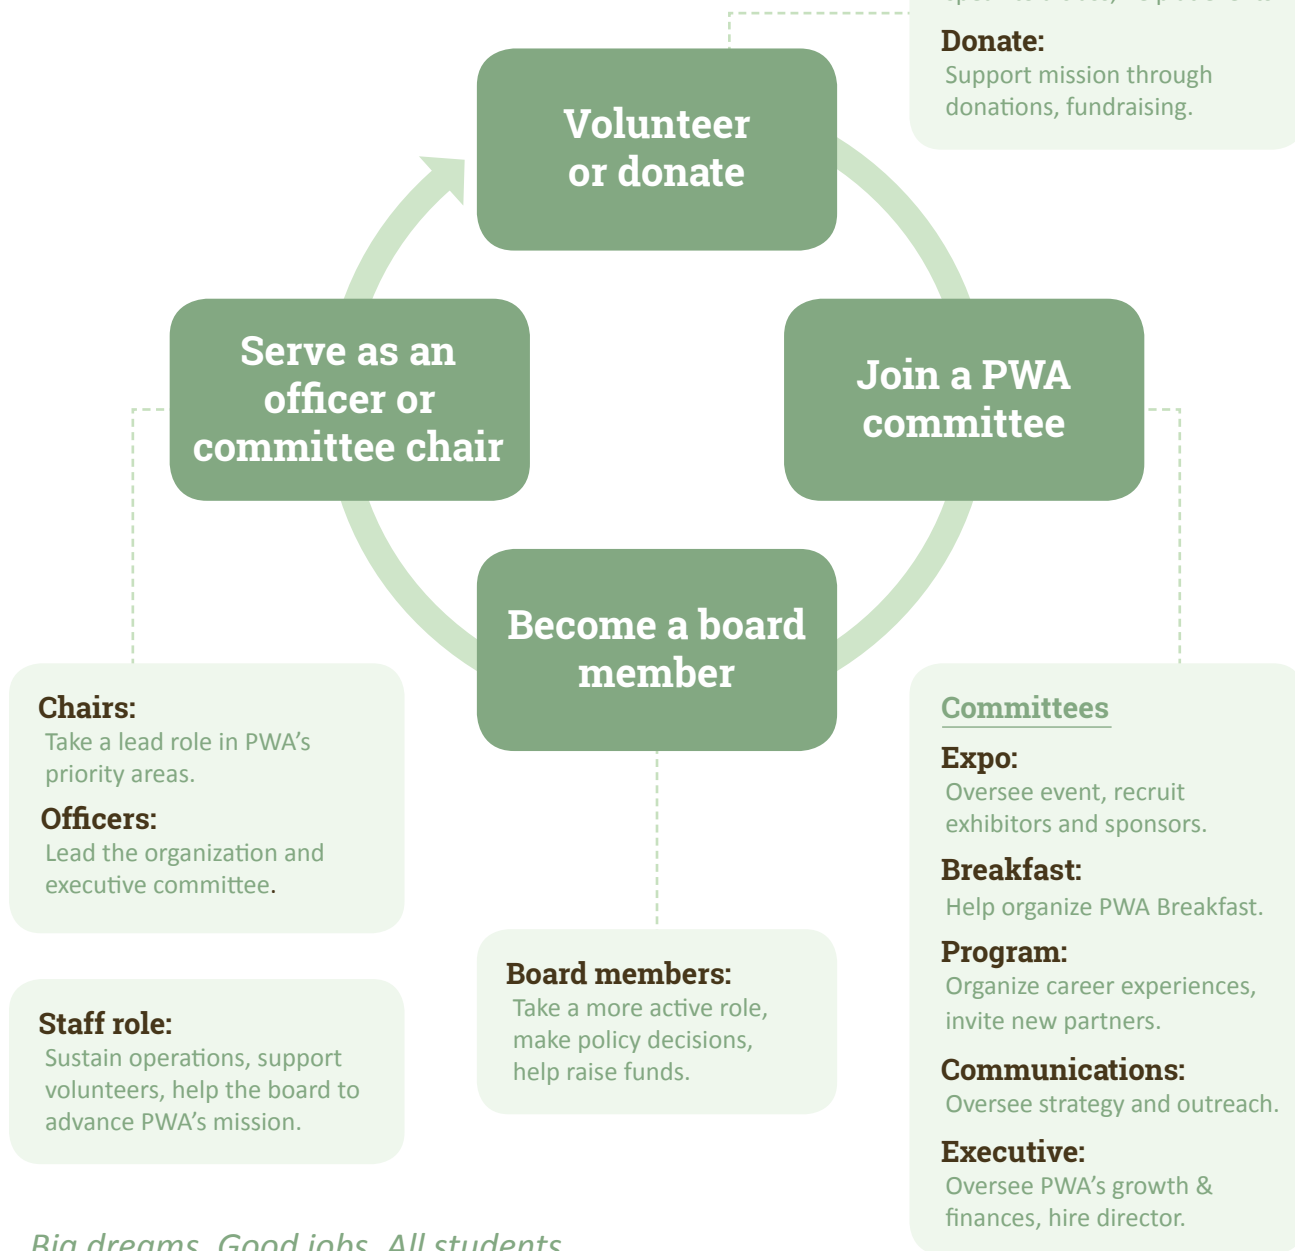 Donate:
Support mission through
donations, fundraising.
Volunteer
or donate
Serve as an
officer or
committee chair
Join a PWA
committee
Become a board
member
Chairs:
Take a lead role in PWA's
priority areas.
Officers:
Lead the organization and
executive committee.
Staff role:
Sustain operations, support
volunteers, help the board to
advance PWA's mission.
Board members:
Take a more active role,
make policy decisions,
help raise funds.
Committees
Expo:
Oversee event, recruit
exhibitors and sponsors.
Breakfast:
Help organize PWA Breakfast.
Program:
Organize career experiences,
invite new partners.
Communications:
Oversee strategy and outreach.
Executive:
Oversee PWA's growth &
finances, hire director.
Big dreams. Good jobs. All students